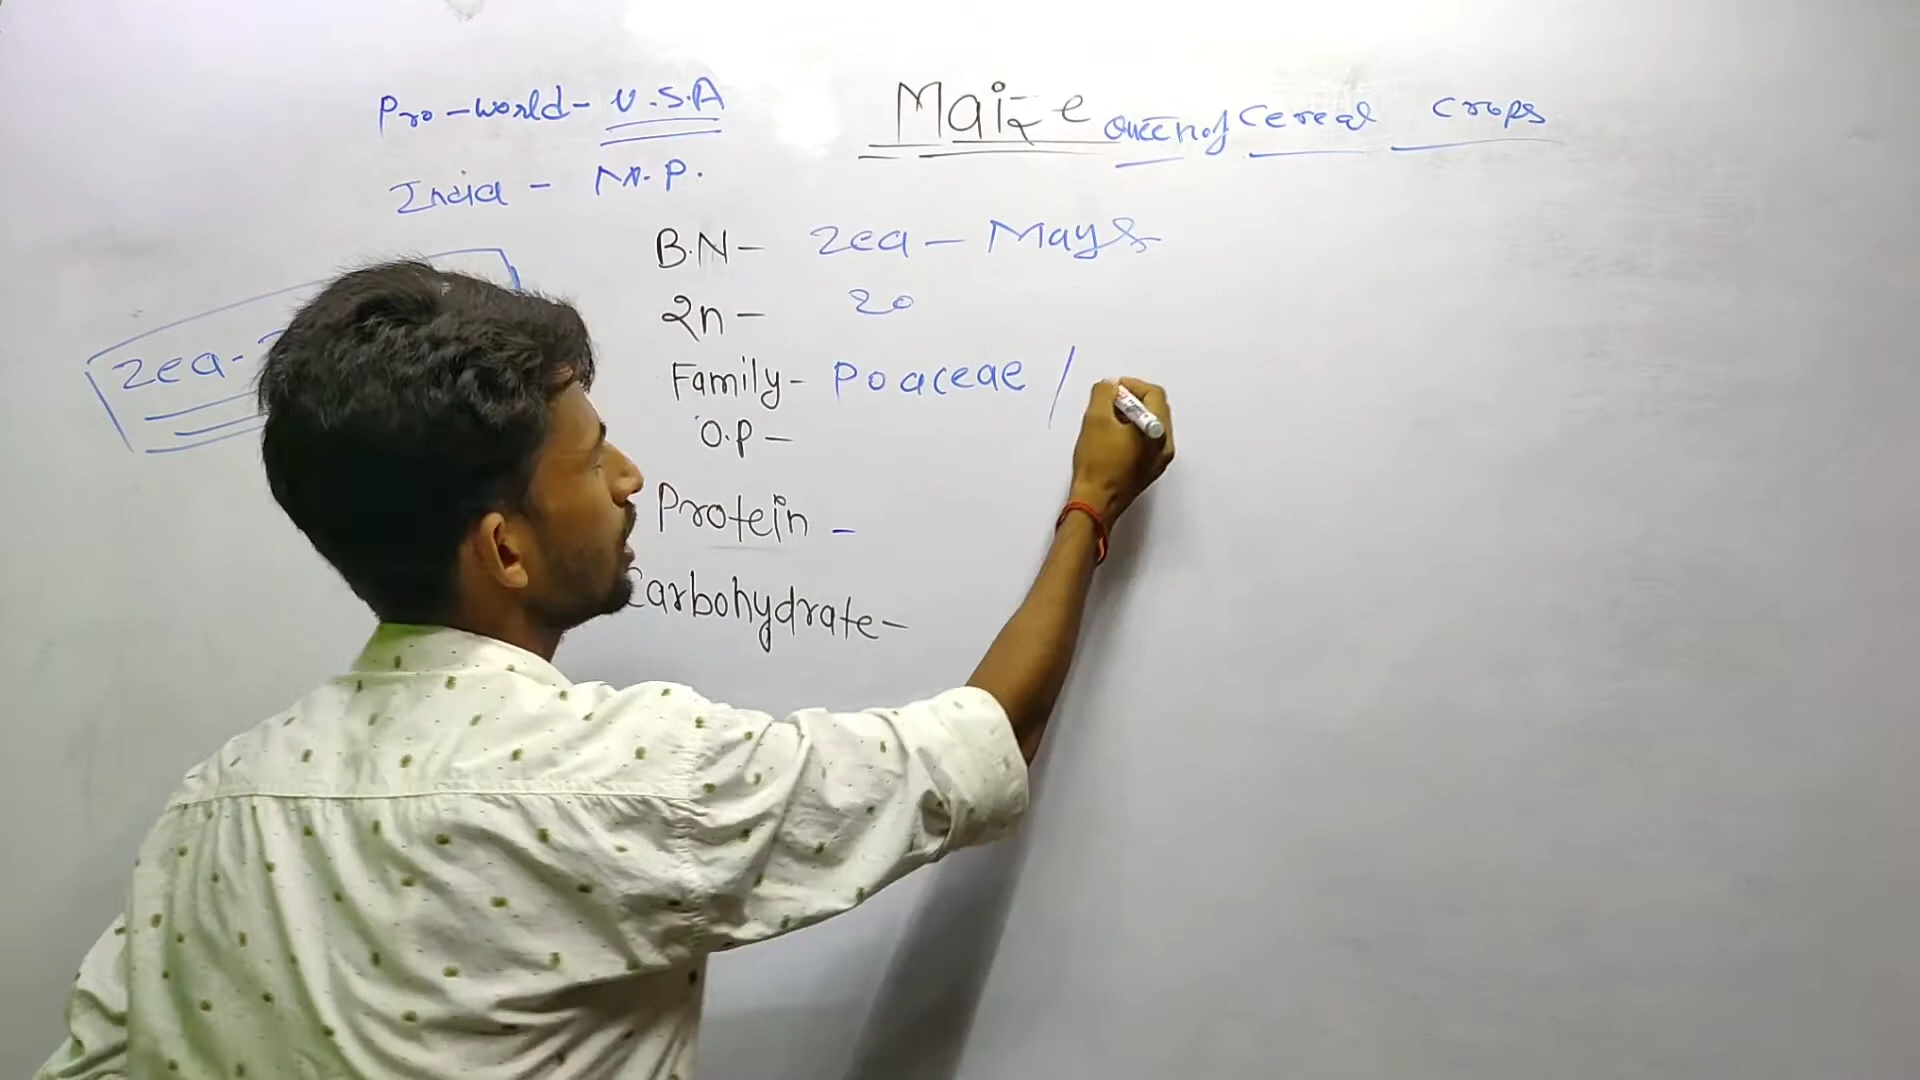 Pro - world - U.S.A
Maize Queen of Cereal Crops
India - M.P.
B.N - Zea - Mays
2n - 20
Zea -
Family - Poaceae /
O.P -
Protein -
Carbohydrate -